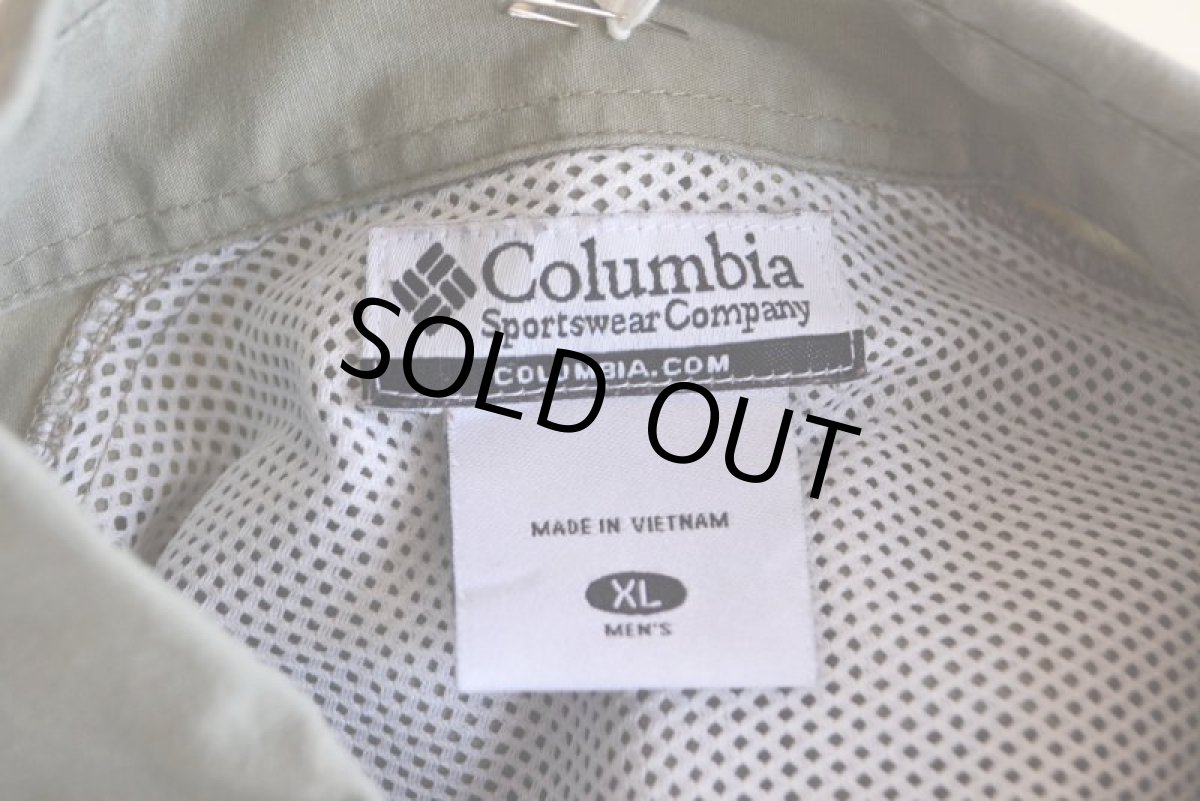 Columbia
Sportswear Company
COLUMBIA.COM
SOLD OUT
MADE IN VIETNAM
XL
MEN'S